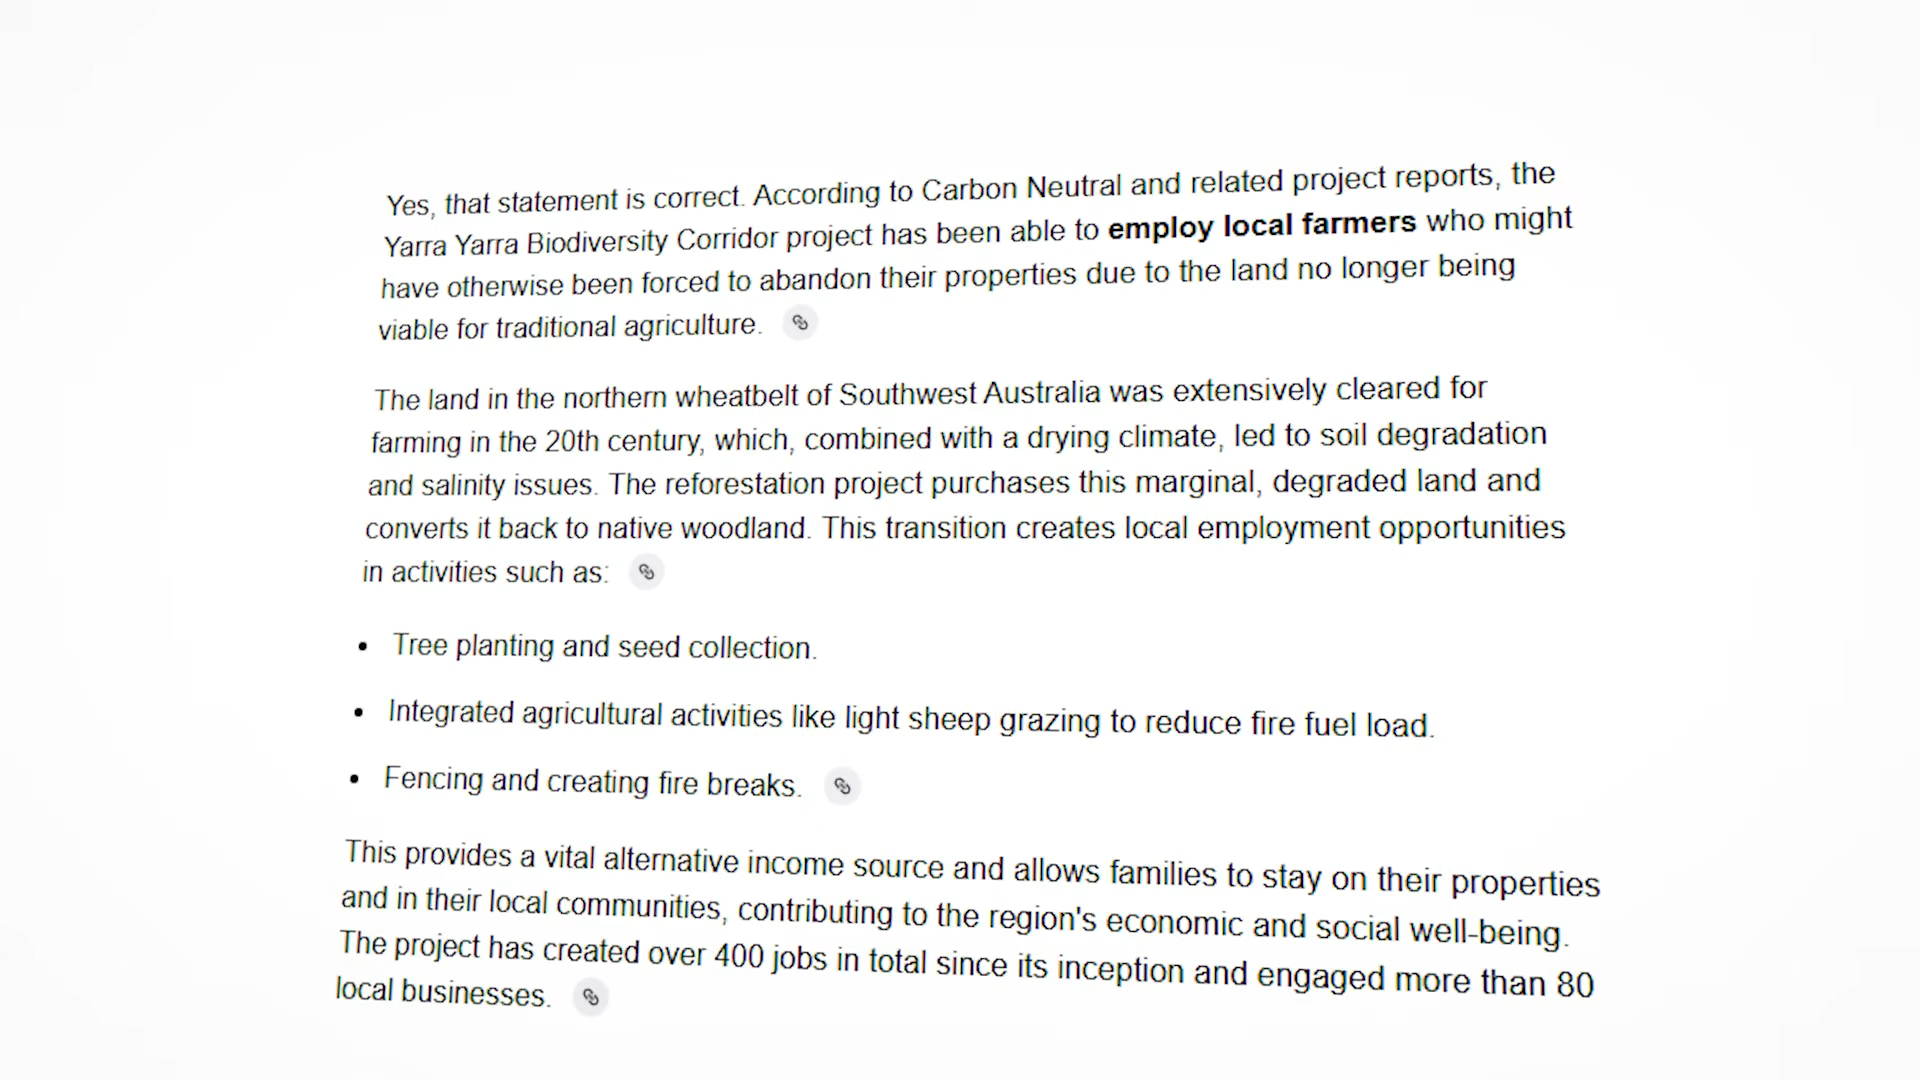 Yes, that statement is correct. According to Carbon Neutral and related project reports, the
Yarra Yarra Biodiversity Corridor project has been able to employ local farmers who might
have otherwise been forced to abandon their properties due to the land no longer being
viable for traditional agriculture.
The land in the northern wheatbelt of Southwest Australia was extensively cleared for
farming in the 20th century, which, combined with a drying climate, led to soil degradation
and salinity issues. The reforestation project purchases this marginal, degraded land and
converts it back to native woodland. This transition creates local employment opportunities
in activities such as:
• Tree planting and seed collection.
• Integrated agricultural activities like light sheep grazing to reduce fire fuel load.
• Fencing and creating fire breaks.
This provides a vital alternative income source and allows families to stay on their properties
and in their local communities, contributing to the region's economic and social well-being.
The project has created over 400 jobs in total since its inception and engaged more than 80
local businesses.